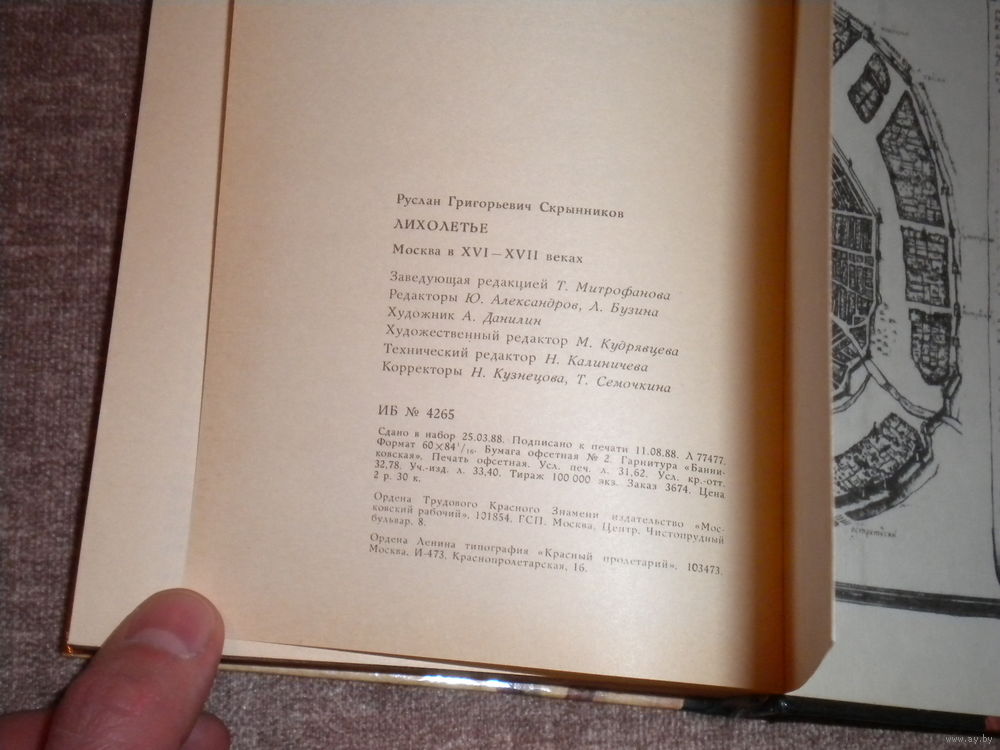 Руслан Григорьевич Скрынников
ЛИХОЛЕТЬЕ
Москва в XVI—XVII веках
Заведующая редакцией Т. Митрофанова
Редакторы Ю. Александров, Л. Бузина
Художник А. Данилин
Художественный редактор М. Кудрявцева
Технический редактор Н. Калиничева
Корректоры Н. Кузнецова, Т. Семочкина
ИБ № 4265
Сдано в набор 25.03.88. Подписано к печати 11.08.88. Л 77477.
Формат 60×84¹/₁₆. Бумага офсетная № 2. Гарнитура «Банни-
ковская». Печать офсетная. Усл. печ. л. 31,62. Усл. кр.-отт.
32,78. Уч.-изд. л. 33,40. Тираж 100 000 экз. Заказ 3674. Цена
2 р. 30 к.
Ордена Трудового Красного Знамени издательство «Мос-
ковский рабочий», 101854, ГСП, Москва, Центр, Чистопрудный
бульвар, 8.
Ордена Ленина типография «Красный пролетарий», 103473,
Москва, И-473, Краснопролетарская, 16.
www.ay.by